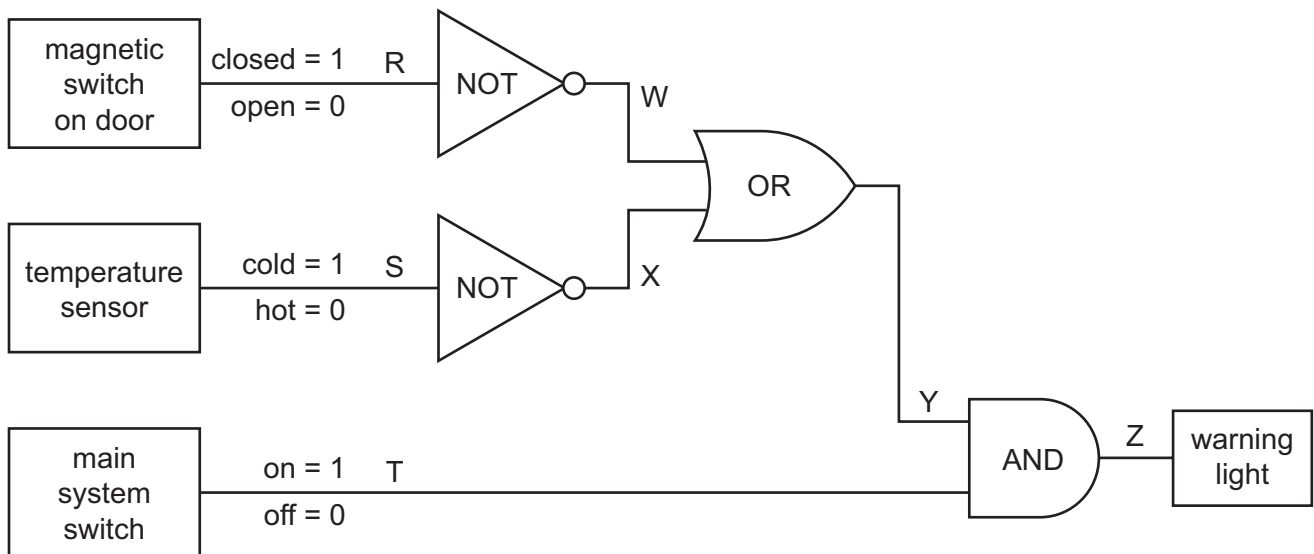 magnetic
switch
on door
closed = 1
open = 0
R
NOT
W
OR
temperature
sensor
cold = 1
hot = 0
S
NOT
X
Y
main
system
switch
on = 1
off = 0
T
AND
Z
warning
light